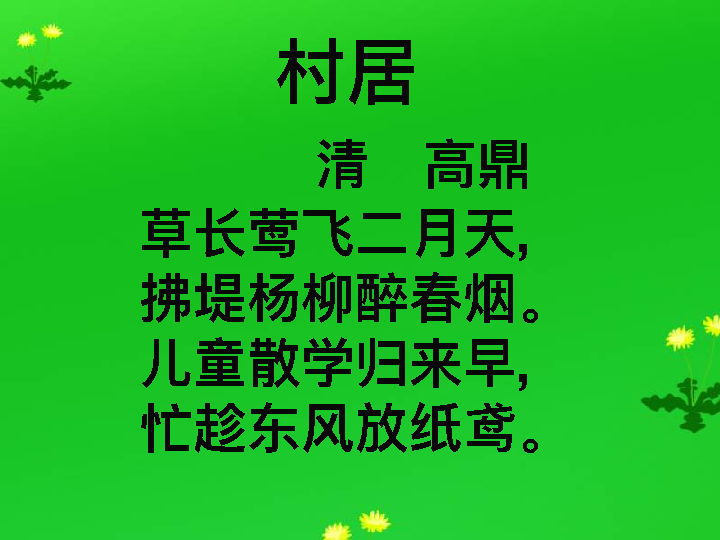 村居
清 高鼎
草长莺飞二月天,
拂堤杨柳醉春烟。
儿童散学归来早,
忙趁东风放纸鸢。